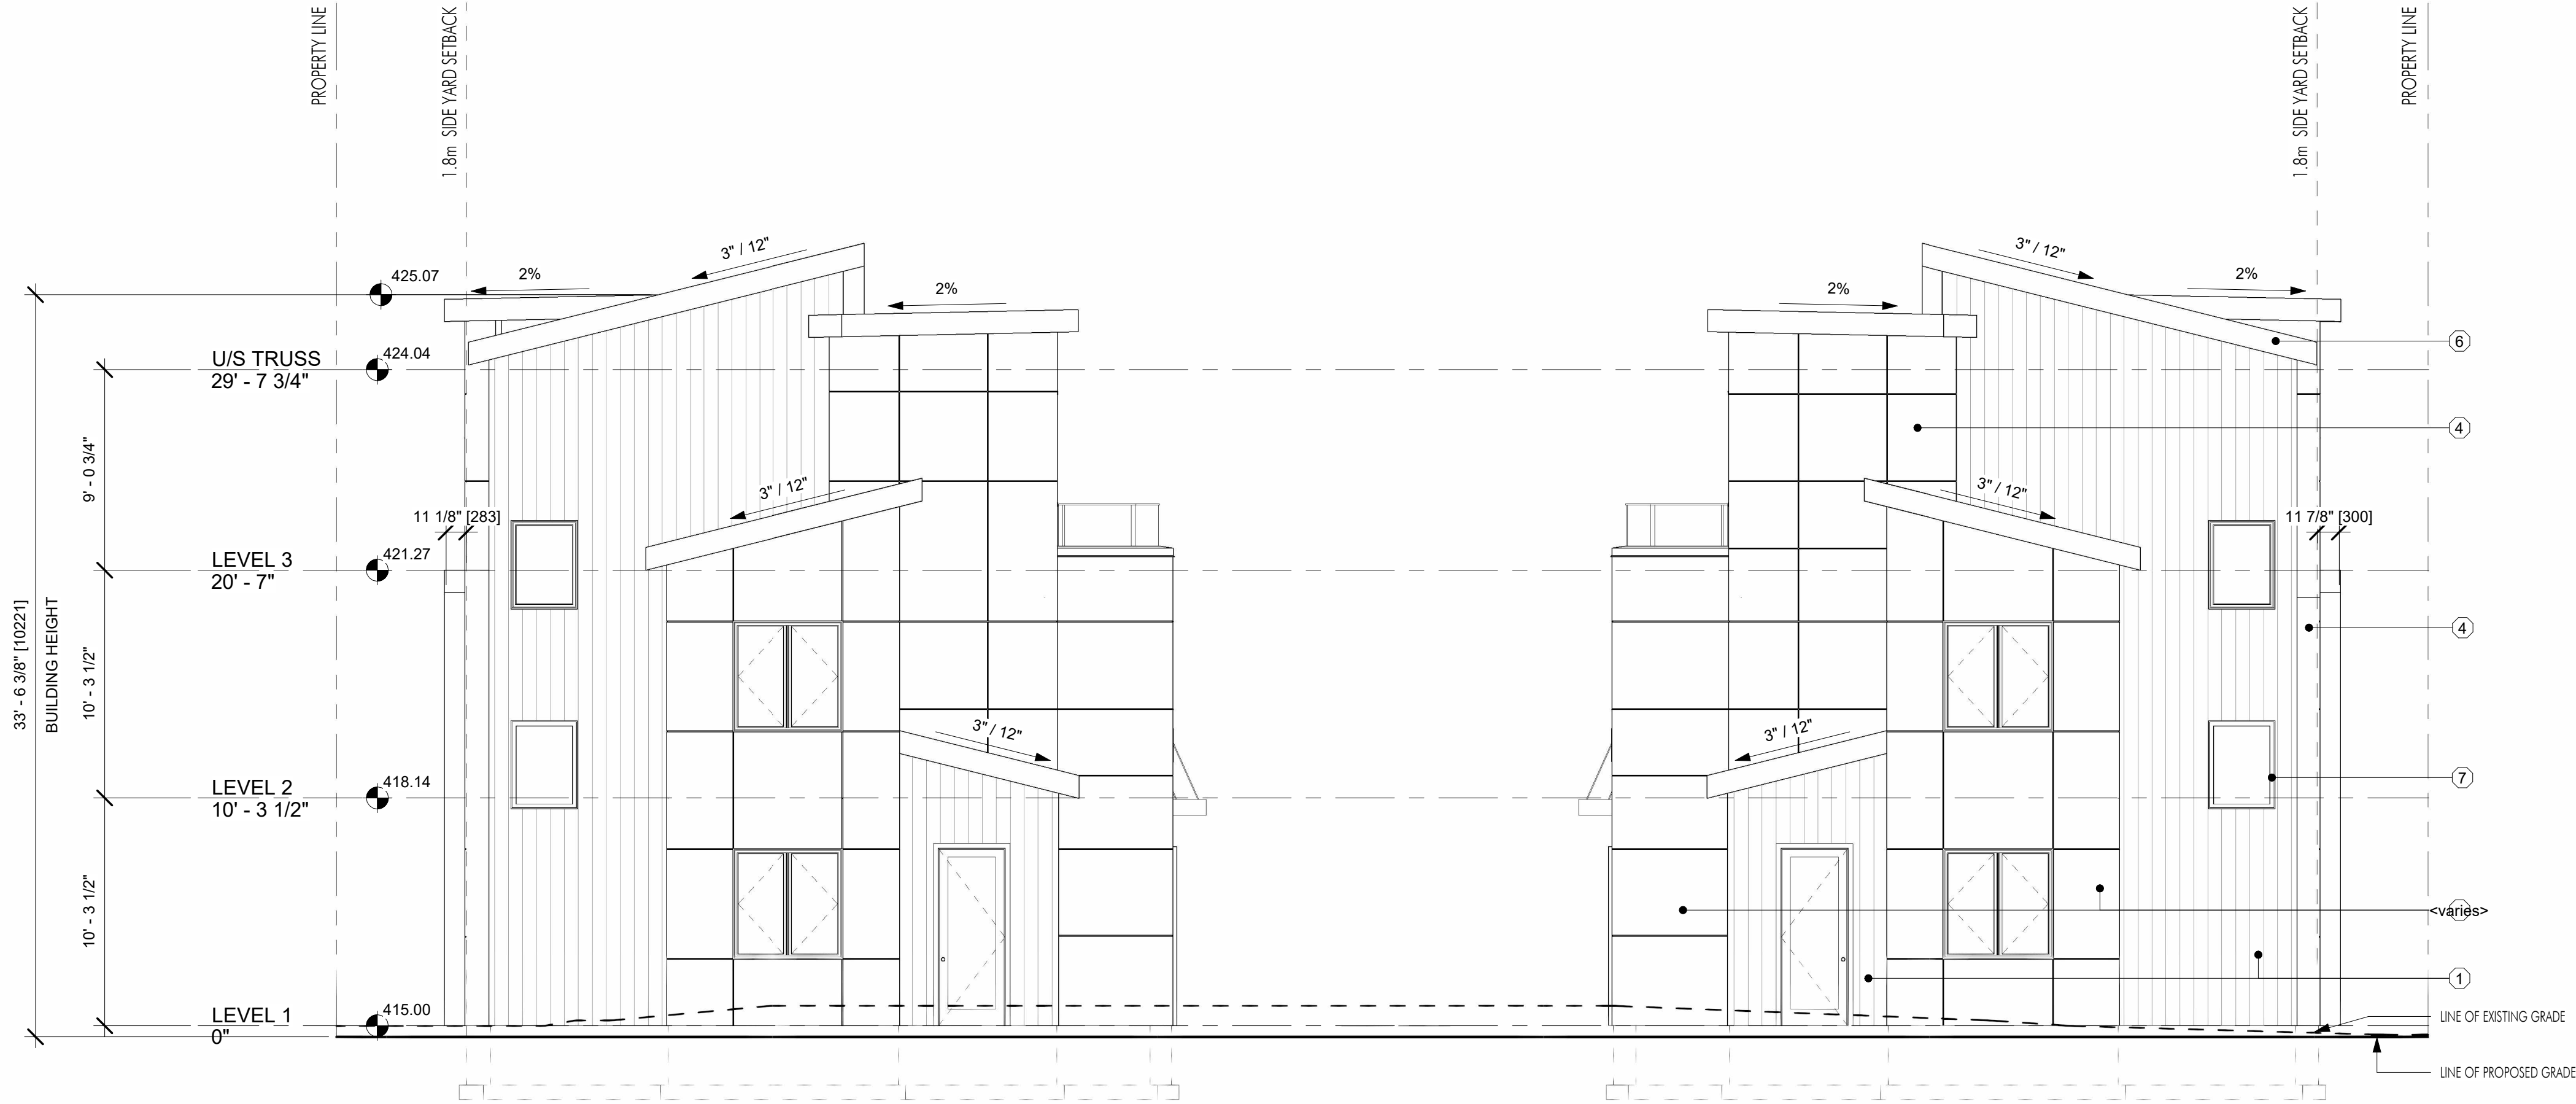 PROPERTY LINE
1.8m SIDE YARD SETBACK
1.8m SIDE YARD SETBACK
PROPERTY LINE
3" / 12"
3" / 12"
425.07
2%
2%
2%
2%
6
U/S TRUSS
29' - 7 3/4"
424.04
4
9' - 0 3/4"
3" / 12"
3" / 12"
11 1/8" [283]
11 7/8" [300]
LEVEL 3
20' - 7"
421.27
4
33' - 6 3/8" [10221]
BUILDING HEIGHT
10' - 3 1/2"
3" / 12"
3" / 12"
7
LEVEL 2
10' - 3 1/2"
418.14
10' - 3 1/2"
<varies>
1
LEVEL 1
0"
415.00
LINE OF EXISTING GRADE
LINE OF PROPOSED GRADE